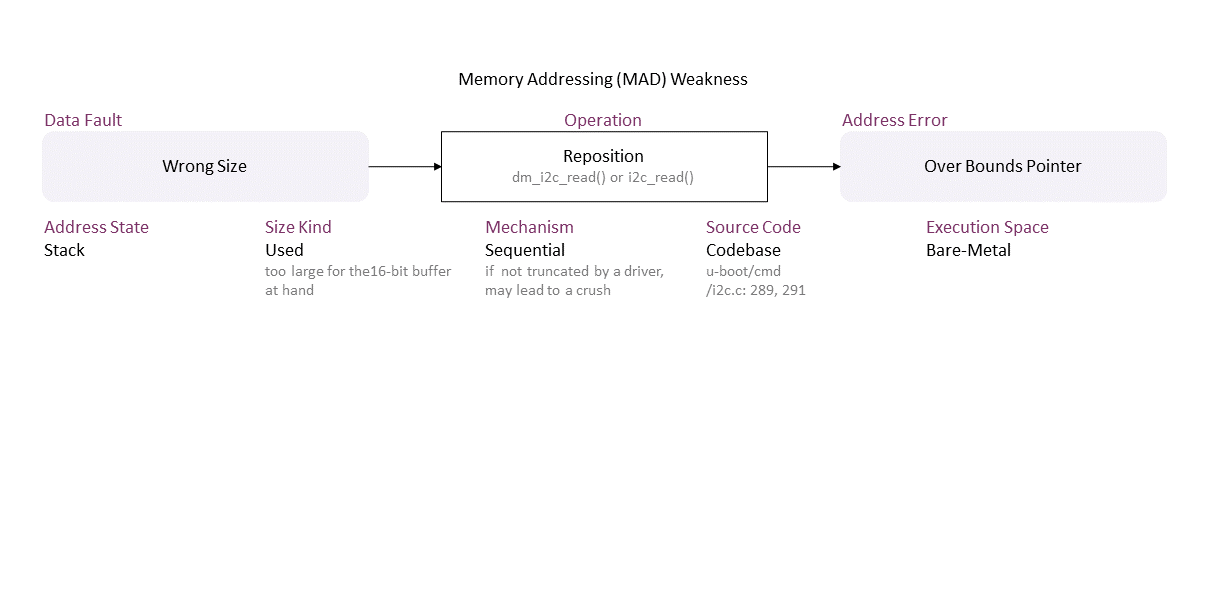 Memory Addressing (MAD) Weakness
Data Fault
Operation
Address Error
Wrong Size
Reposition
dm_i2c_read() or i2c_read()
Over Bounds Pointer
Address State
Stack
Size Kind
Used
too large for the16-bit buffer
at hand
Mechanism
Sequential
if not truncated by a driver,
may lead to a crush
Source Code
Codebase
u-boot/cmd
/i2c.c: 289, 291
Execution Space
Bare-Metal